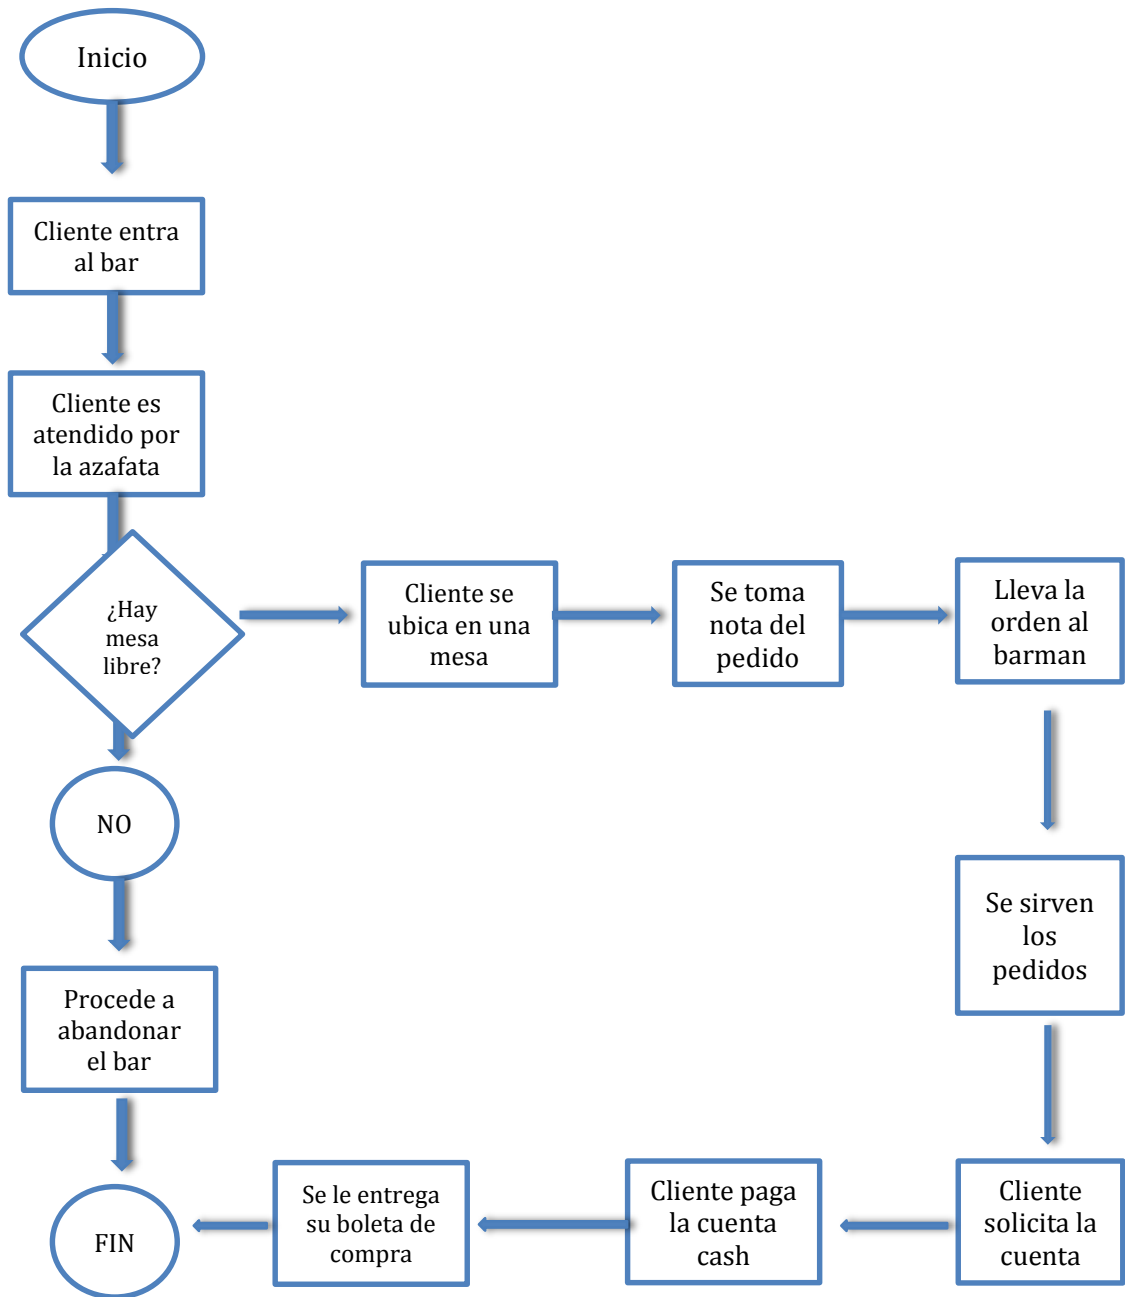 Inicio
Cliente entra
al bar
Cliente es
atendido por
la azafata
¿Hay
mesa
libre?
Cliente se
ubica en una
mesa
Se toma
nota del
pedido
Lleva la
orden al
barman
NO
Se sirven
los
pedidos
Procede a
abandonar
el bar
Cliente
solicita la
cuenta
Cliente paga
la cuenta
cash
Se le entrega
su boleta de
compra
FIN